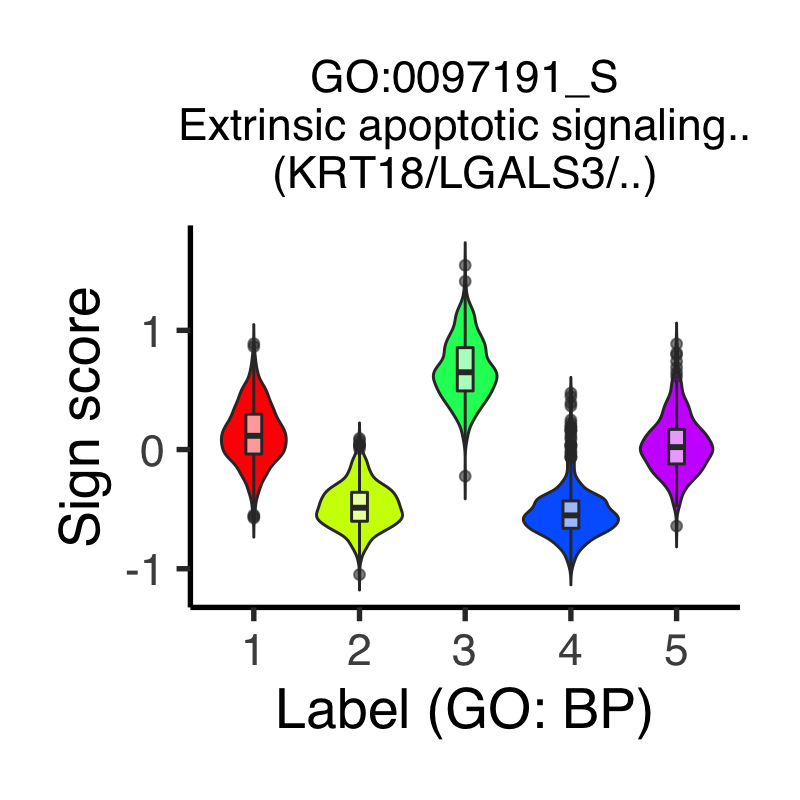 GO:0097191_S
Extrinsic apoptotic signaling..
(KRT18/LGALS3/..)
Sign score
1
0
-1
1 2 3 4 5
Label (GO: BP)